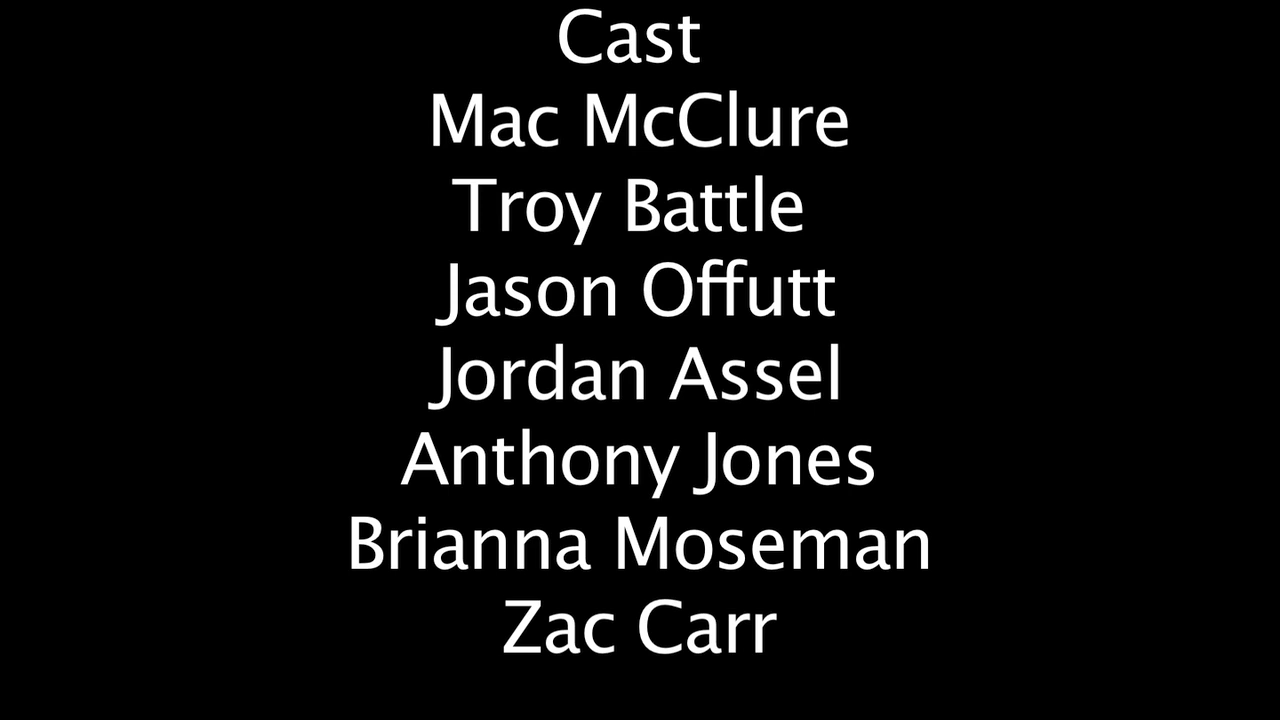 Cast
Mac McClure
Troy Battle
Jason Offutt
Jordan Assel
Anthony Jones
Brianna Moseman
Zac Carr